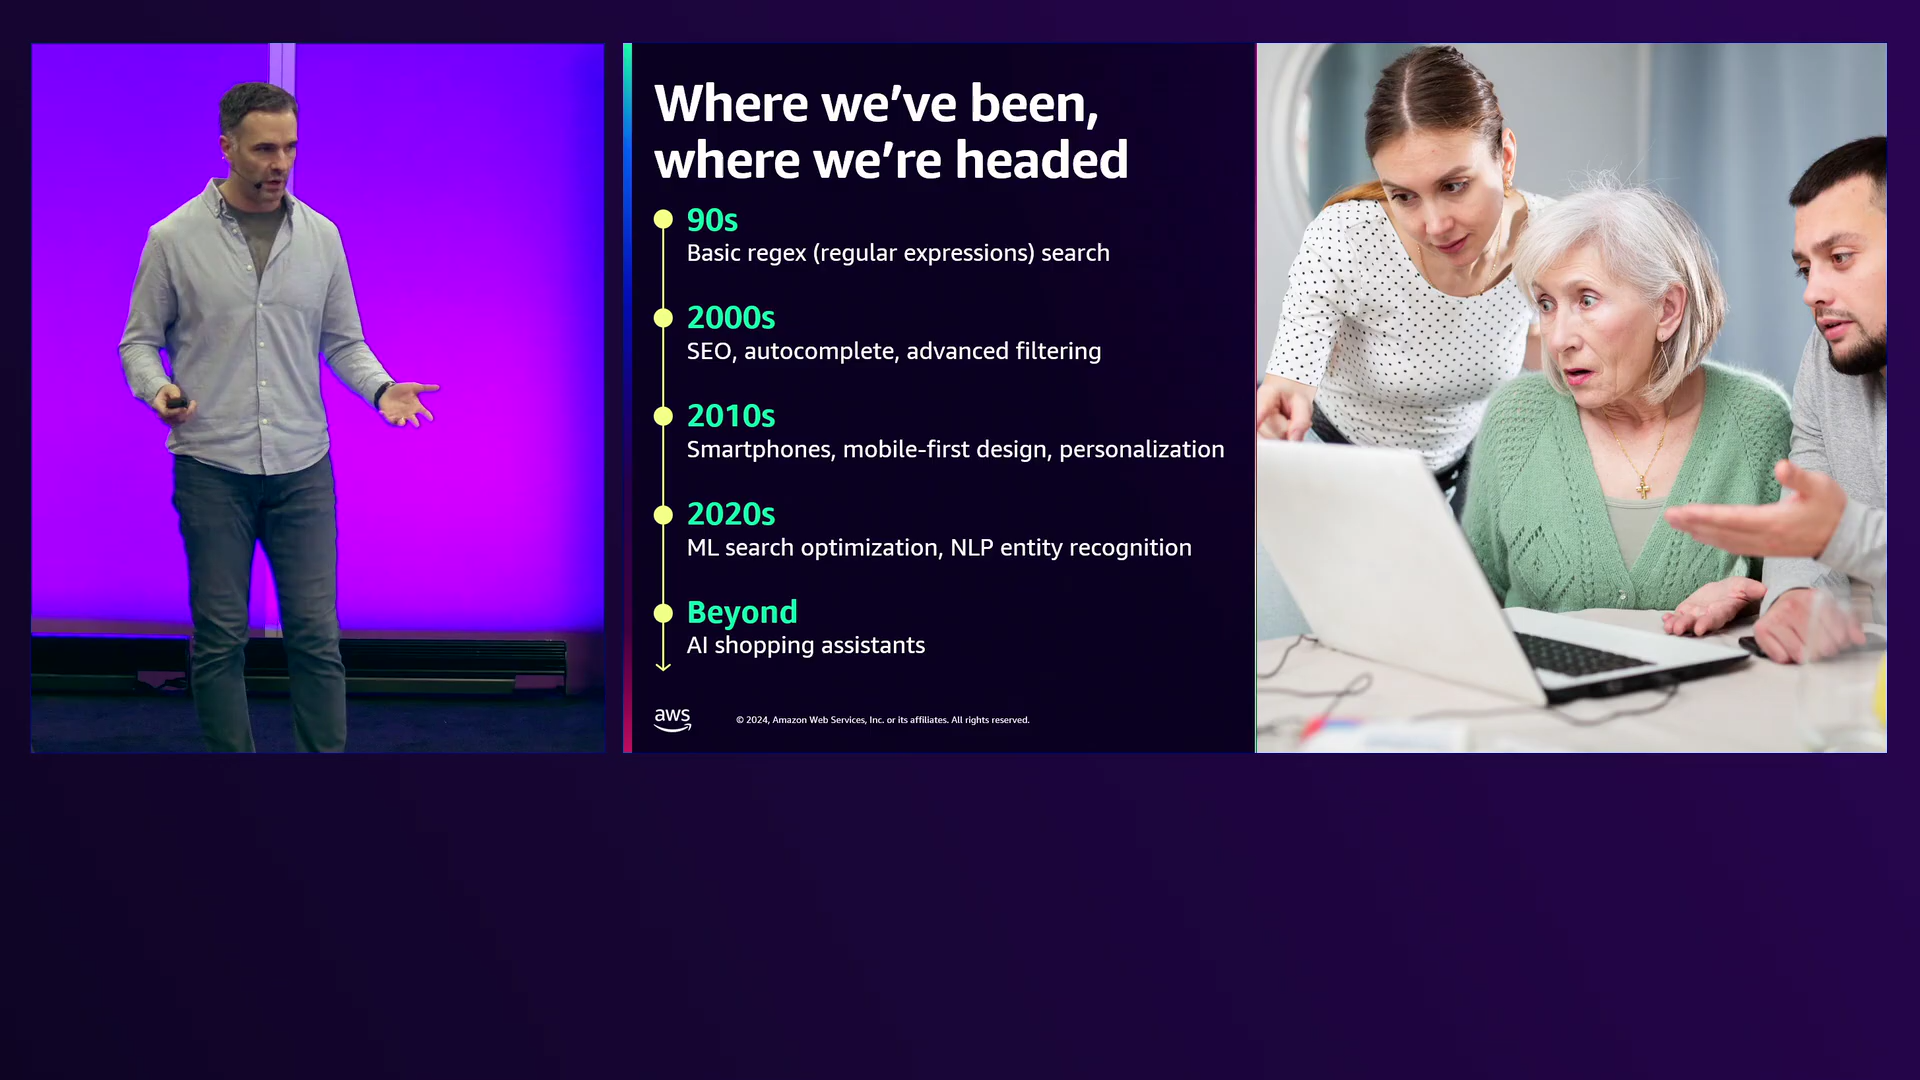 Where we’ve been,
where we’re headed
90s
Basic regex (regular expressions) search
2000s
SEO, autocomplete, advanced filtering
2010s
Smartphones, mobile-first design, personalization
2020s
ML search optimization, NLP entity recognition
Beyond
AI shopping assistants
aws
© 2024, Amazon Web Services, Inc. or its affiliates. All rights reserved.